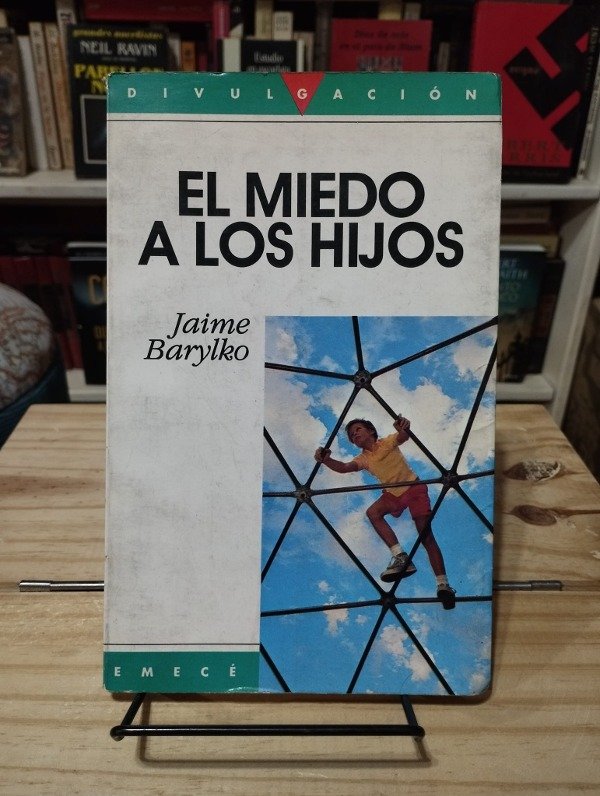 DIVULGACIÓN
EL MIEDO
A LOS HIJOS
Jaime
Barylko
EMECÉ
NEIL RAVIN